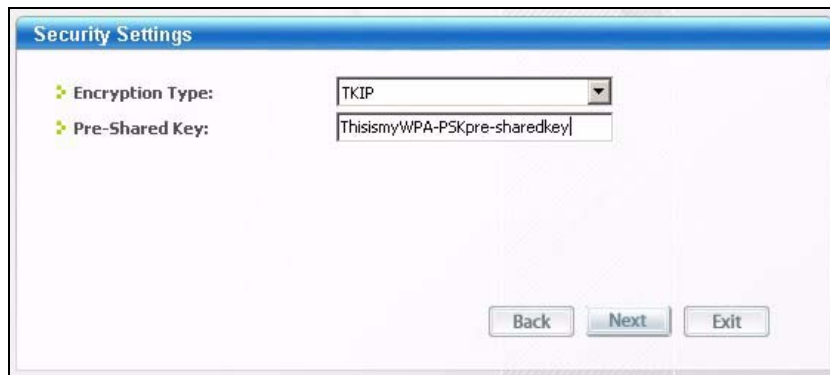 Security Settings
Encryption Type: TKIP
Pre-Shared Key: ThisismyWPA-PSKpre-sharedkey
Back Next Exit